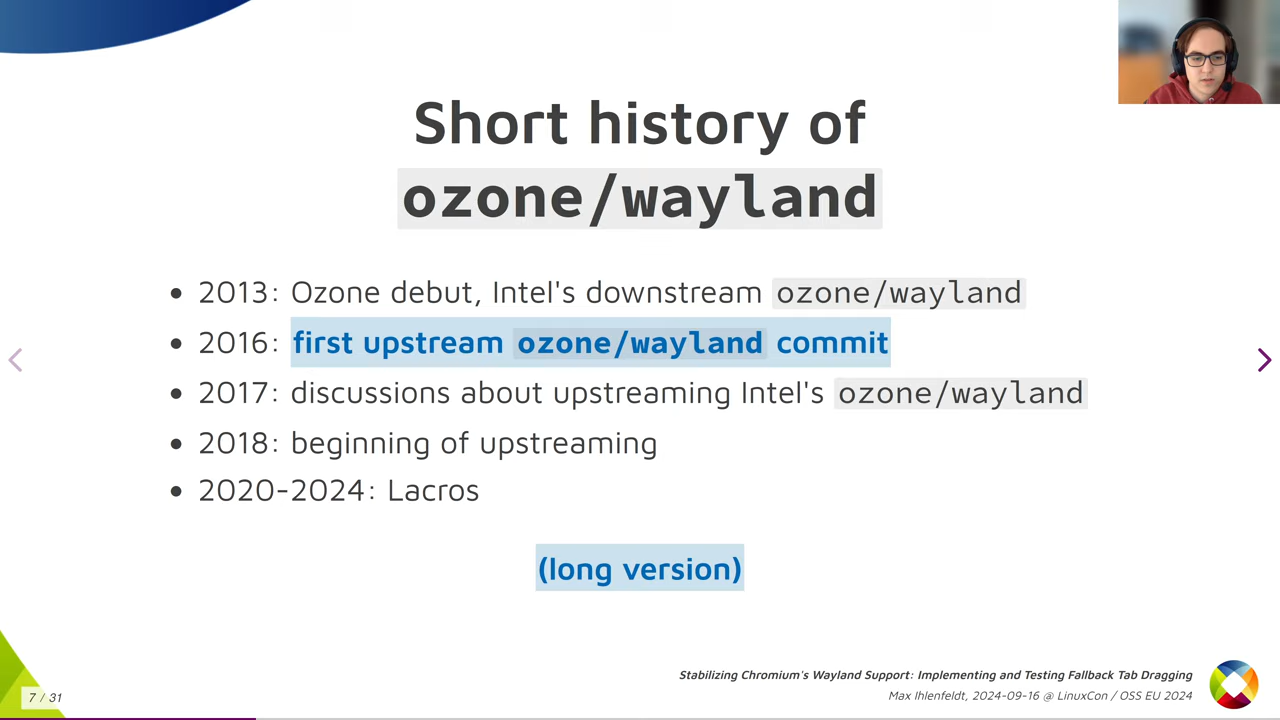 Short history of
ozone/wayland
2013: Ozone debut, Intel's downstream ozone/wayland
2016: first upstream ozone/wayland commit
2017: discussions about upstreaming Intel's ozone/wayland
2018: beginning of upstreaming
2020-2024: Lacros
(long version)
Stabilizing Chromium's Wayland Support: Implementing and Testing Fallback Tab Dragging
Max Ihlenfeldt, 2024-09-16 @ LinuxCon / OSS EU 2024
7 / 31